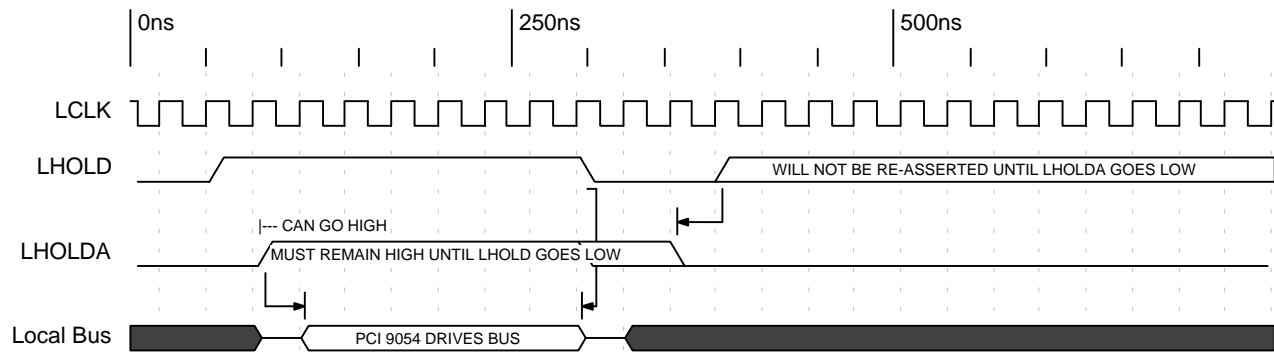 0ns 250ns 500ns
LCLK
LHOLD
WILL NOT BE RE-ASSERTED UNTIL LHOLDA GOES LOW
|--- CAN GO HIGH
LHOLDA
MUST REMAIN HIGH UNTIL LHOLD GOES LOW
Local Bus
PCI 9054 DRIVES BUS